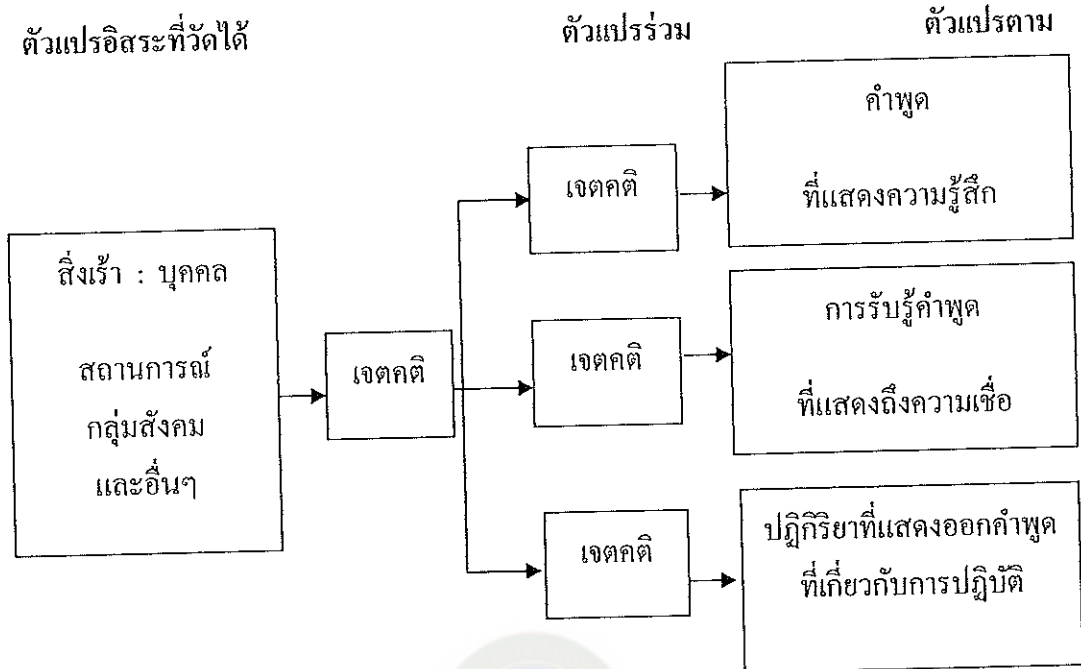 ตัวแปรอิสระที่วัดได้
ตัวแปรร่วม
ตัวแปรตาม
สิ่งเร้า : บุคคล
สถานการณ์
กลุ่มสังคม
และอื่นๆ
เจตคติ
เจตคติ
คำพูด
ที่แสดงความรู้สึก
เจตคติ
การรับรู้คำพูด
ที่แสดงถึงความเชื่อ
เจตคติ
ปฏิกิริยาที่แสดงออกคำพูด
ที่เกี่ยวกับการปฏิบัติ